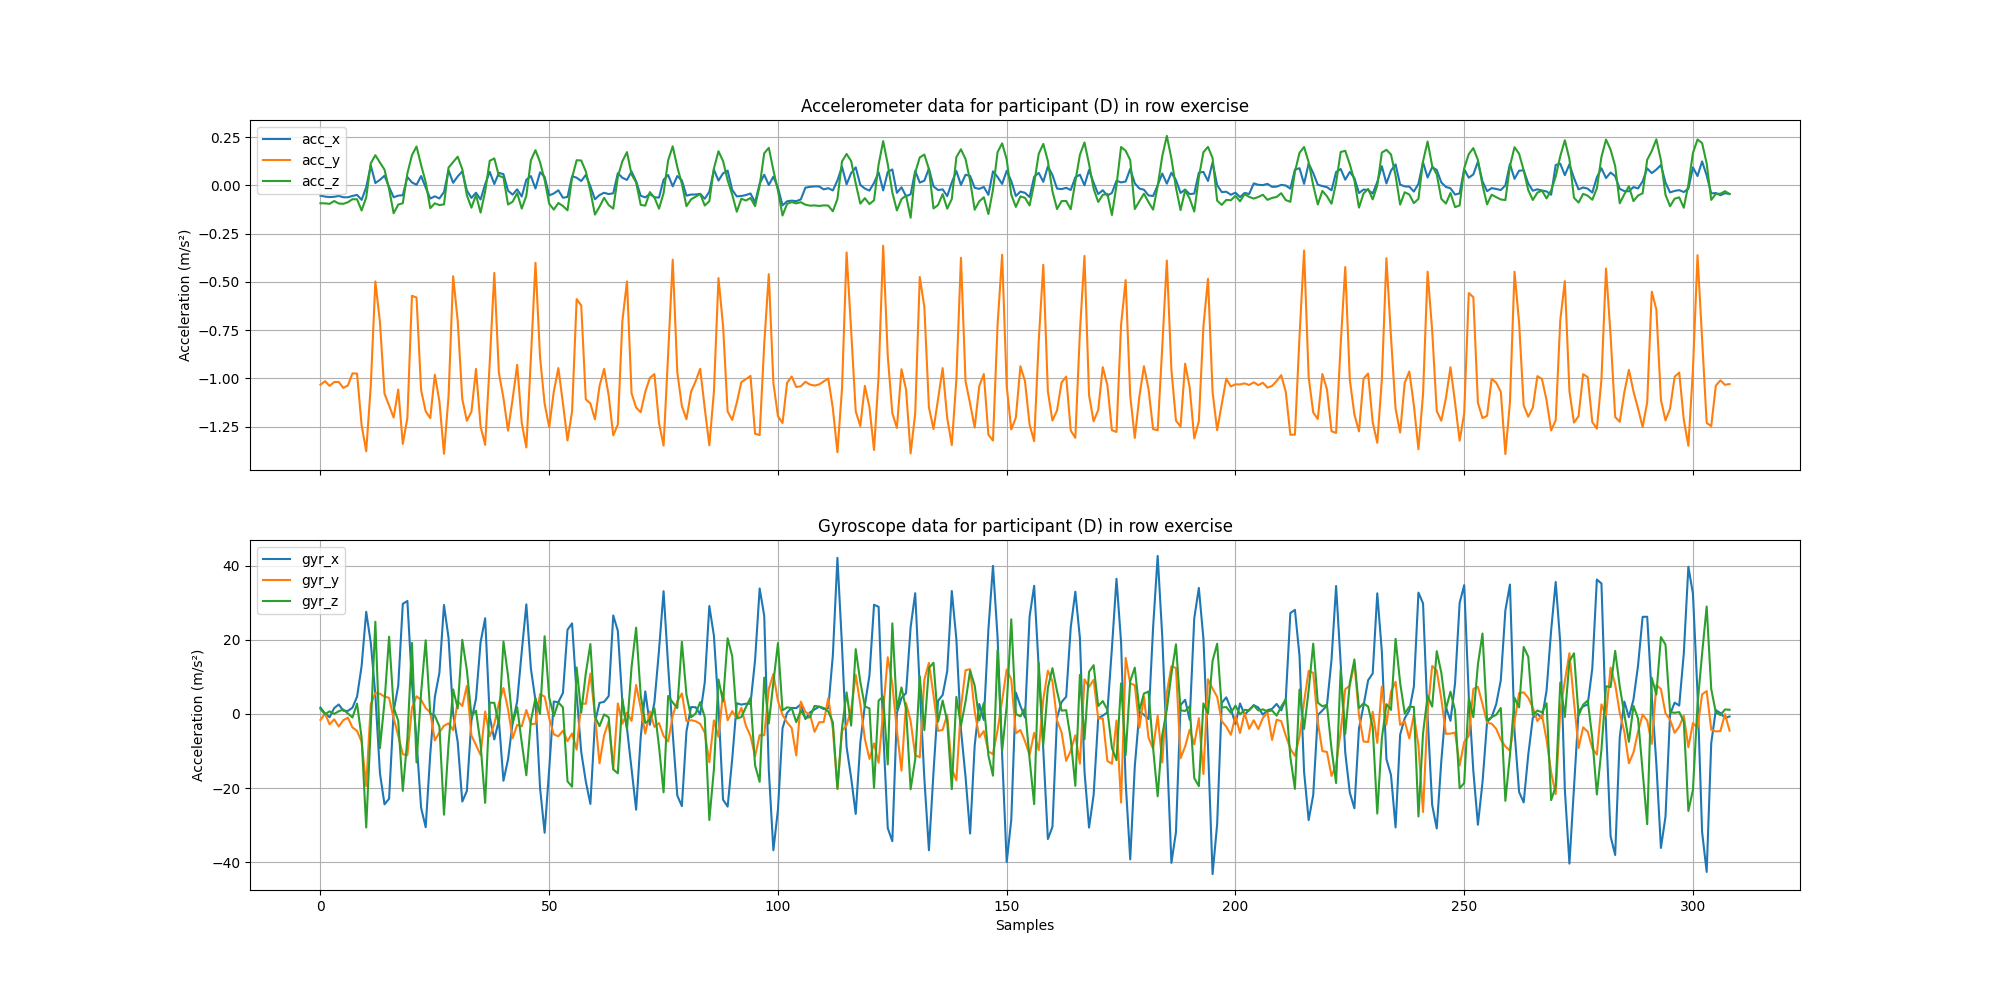 Accelerometer data for participant (D) in row exercise
acc_x
acc_y
acc_z
0.25
0.00
−0.25
−0.50
−0.75
−1.00
−1.25
Acceleration (m/s²)
Gyroscope data for participant (D) in row exercise
gyr_x
gyr_y
gyr_z
40
20
0
−20
−40
Acceleration (m/s²)
0 50 100 150 200 250 300
Samples